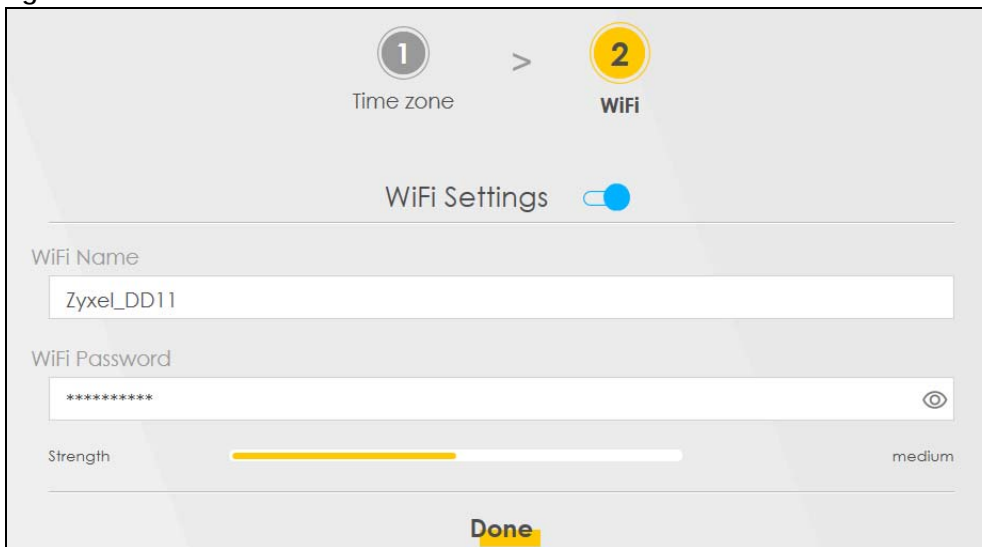 1 > 2
Time zone WiFi
WiFi Settings
WiFi Name
Zyxel_DD11
WiFi Password
**********
Strength medium
Done